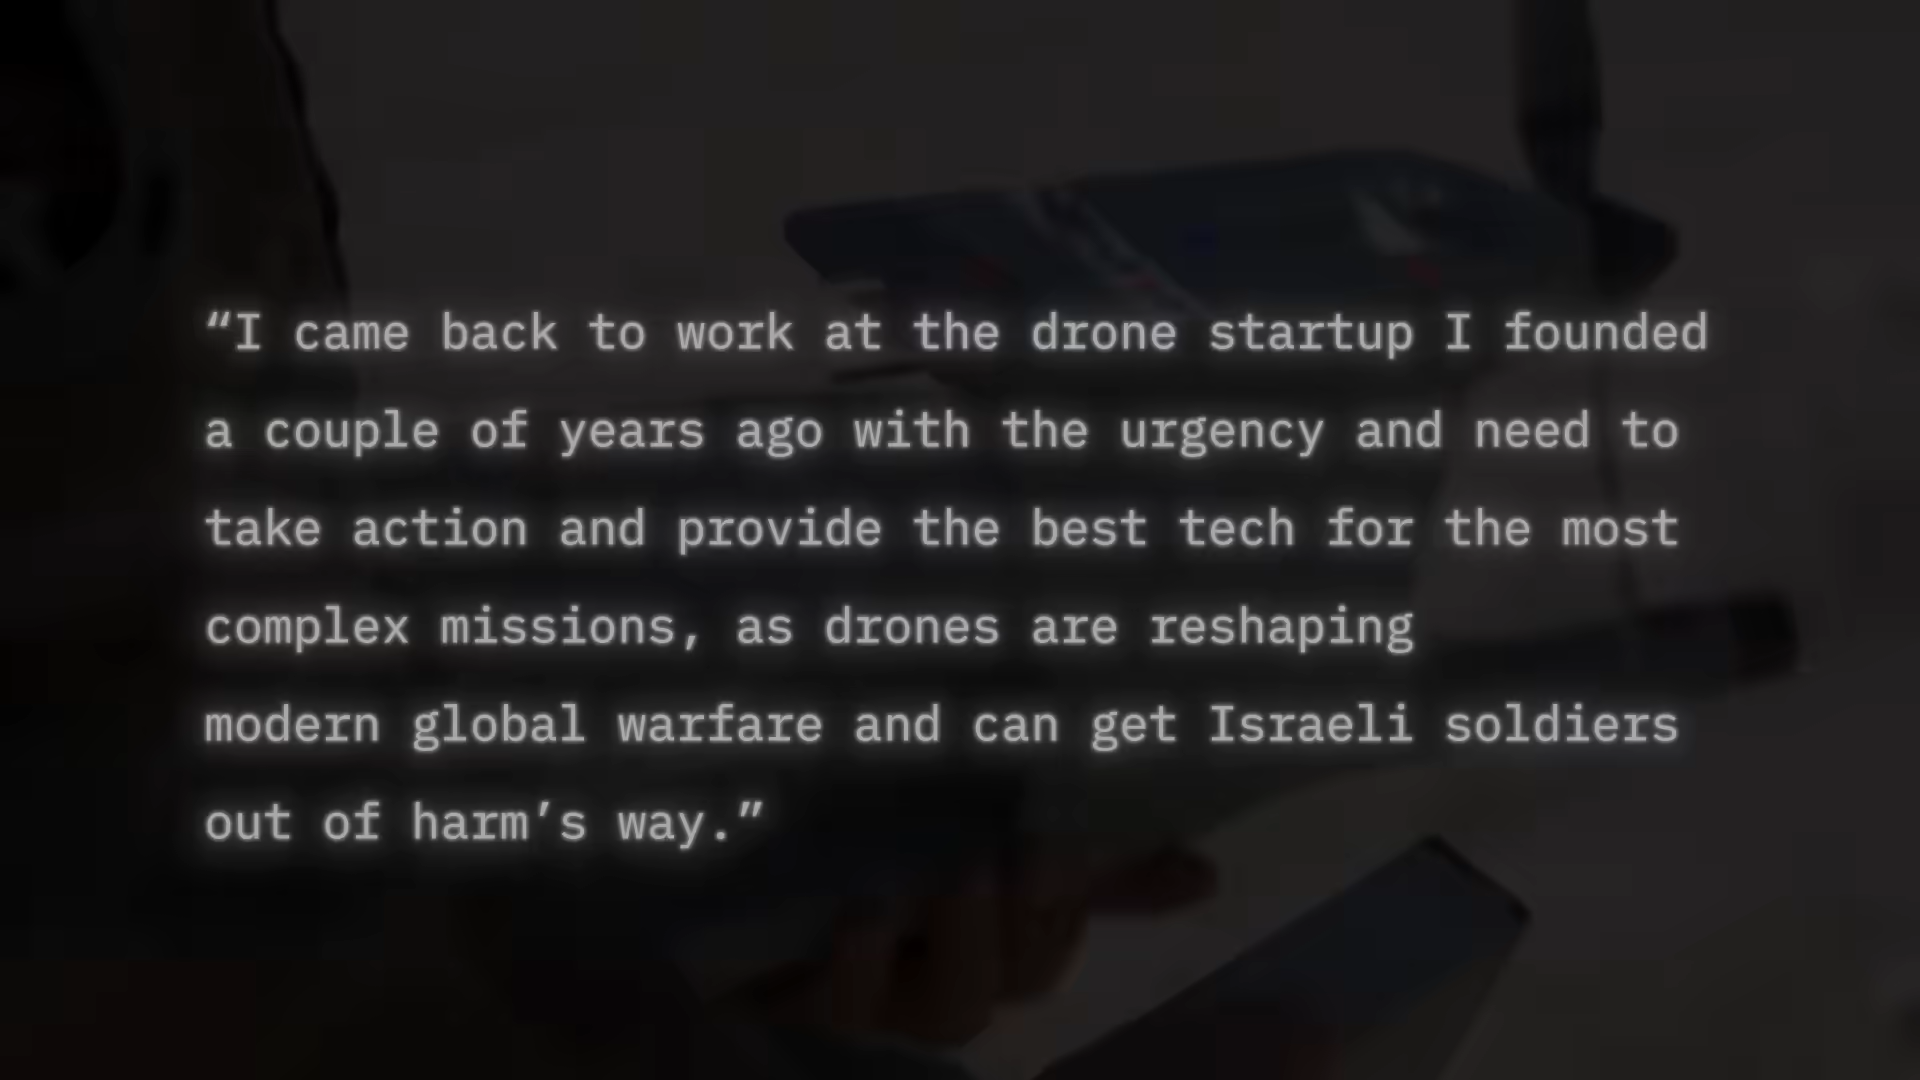 “I came back to work at the drone startup I founded
a couple of years ago with the urgency and need to
take action and provide the best tech for the most
complex missions, as drones are reshaping
modern global warfare and can get Israeli soldiers
out of harm’s way.”